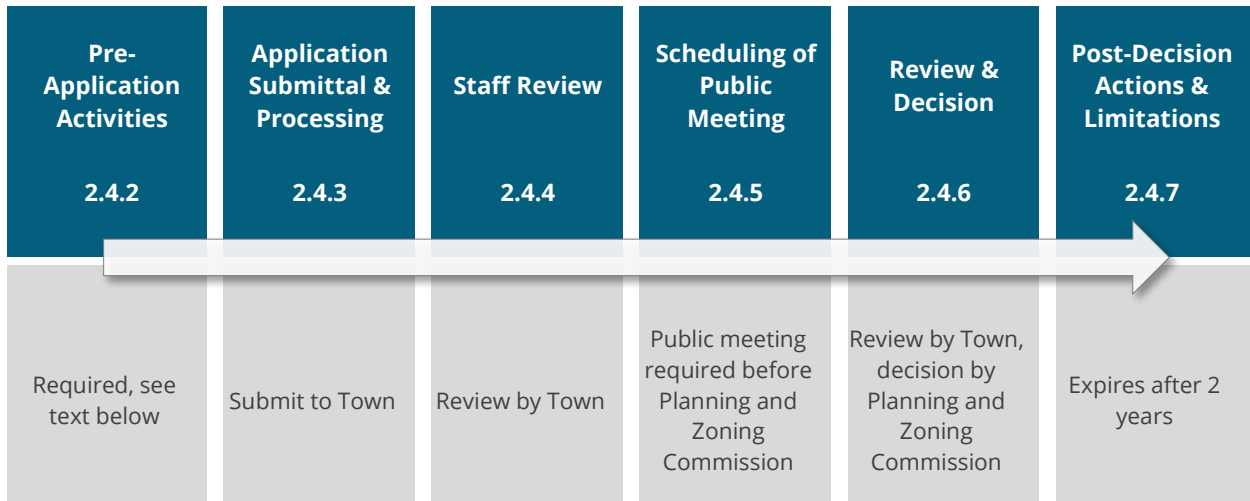 Pre-
Application
Activities
2.4.2
Application
Submittal &
Processing
2.4.3
Staff Review
2.4.4
Scheduling of
Public
Meeting
2.4.5
Review &
Decision
2.4.6
Post-Decision
Actions &
Limitations
2.4.7
Required, see
text below
Submit to Town
Review by Town
Public meeting
required before
Planning and
Zoning
Commission
Review by Town,
decision by
Planning and
Zoning
Commission
Expires after 2
years